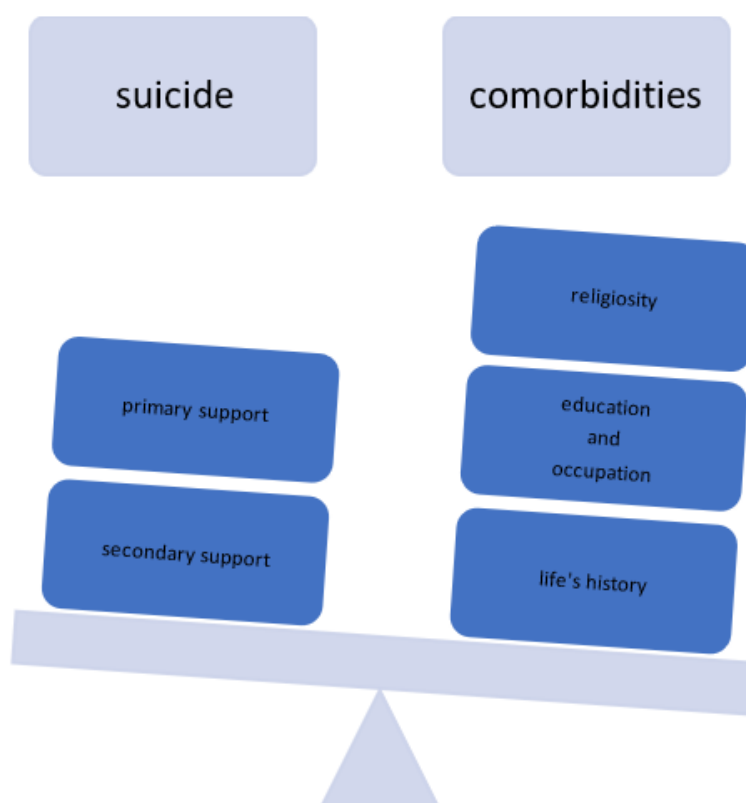 suicide
comorbidities
religiosity
primary support
education
and
occupation
secondary support
life's history